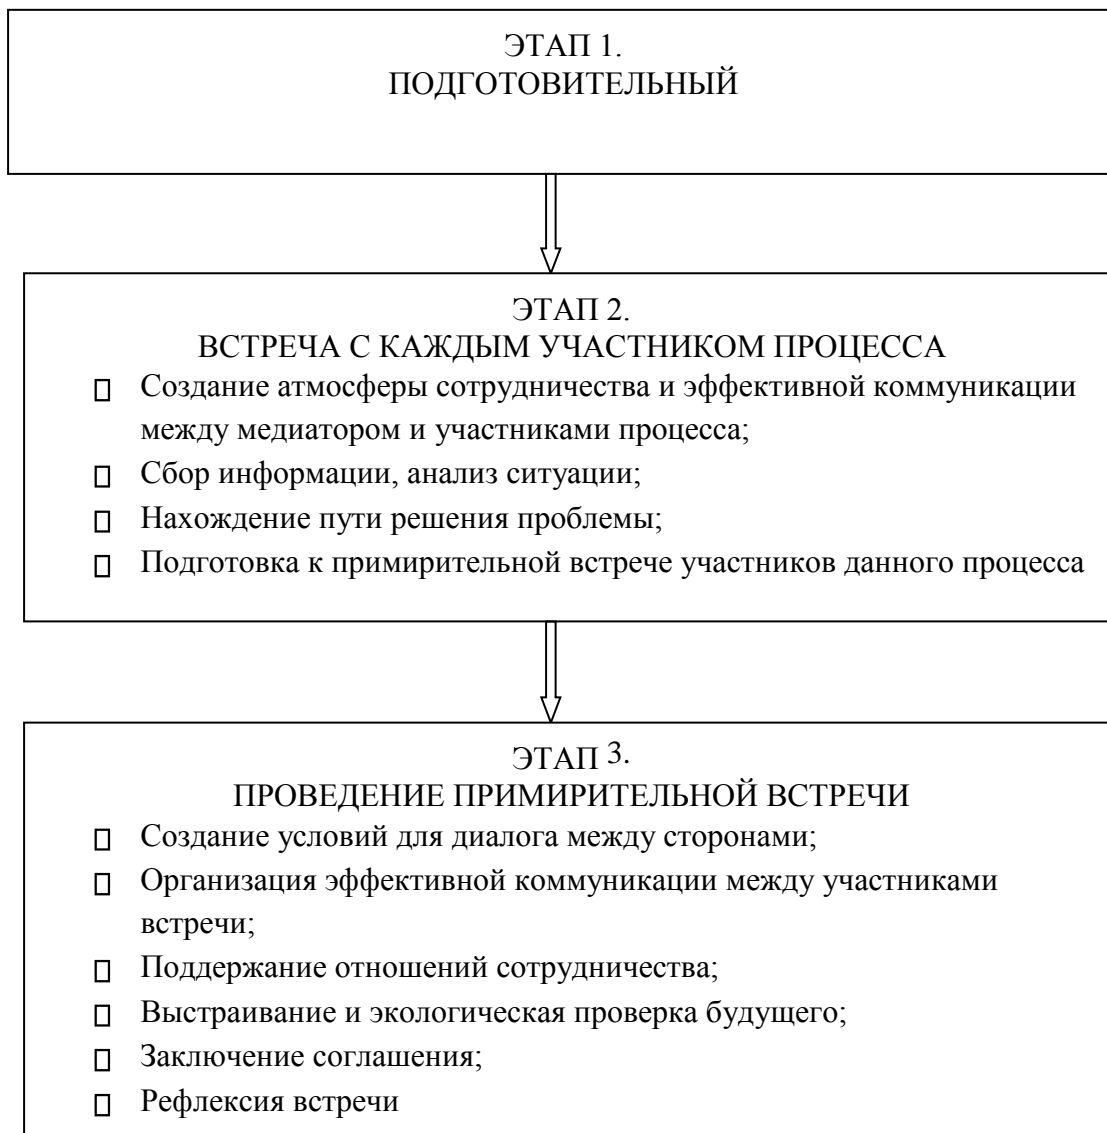 ЭТАП 1.
ПОДГОТОВИТЕЛЬНЫЙ
ЭТАП 2.
ВСТРЕЧА С КАЖДЫМ УЧАСТНИКОМ ПРОЦЕССА
Создание атмосферы сотрудничества и эффективной коммуникации
между медиатором и участниками процесса;
Сбор информации, анализ ситуации;
Нахождение пути решения проблемы;
Подготовка к примирительной встрече участников данного процесса
ЭТАП 3.
ПРОВЕДЕНИЕ ПРИМИРИТЕЛЬНОЙ ВСТРЕЧИ
Создание условий для диалога между сторонами;
Организация эффективной коммуникации между участниками
встречи;
Поддержание отношений сотрудничества;
Выстраивание и экологическая проверка будущего;
Заключение соглашения;
Рефлексия встречи